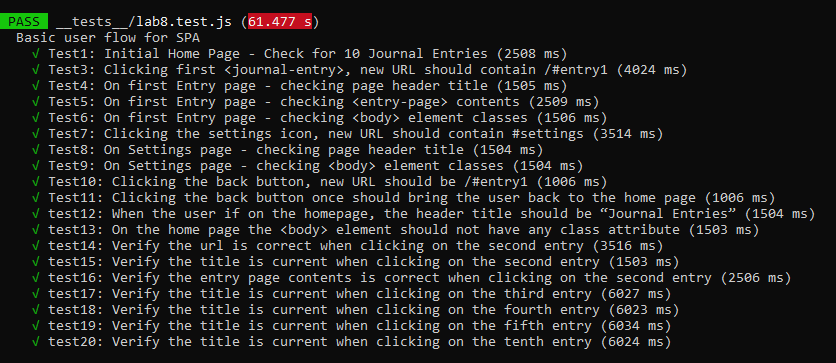 PASS __tests__/lab8.test.js (61.477 s)
Basic user flow for SPA
√ Test1: Initial Home Page - Check for 10 Journal Entries (2508 ms)
√ Test3: Clicking first <journal-entry>, new URL should contain /#entry1 (4024 ms)
√ Test4: On first Entry page - checking page header title (1505 ms)
√ Test5: On first Entry page - checking <entry-page> contents (2509 ms)
√ Test6: On first Entry page - checking <body> element classes (1506 ms)
√ Test7: Clicking the settings icon, new URL should contain #settings (3514 ms)
√ Test8: On Settings page - checking page header title (1504 ms)
√ Test9: On Settings page - checking <body> element classes (1504 ms)
√ Test10: Clicking the back button, new URL should be /#entry1 (1006 ms)
√ Test11: Clicking the back button once should bring the user back to the home page (1006 ms)
√ test12: When the user if on the homepage, the header title should be “Journal Entries” (1504 ms)
√ test13: On the home page the <body> element should not have any class attribute (1503 ms)
√ test14: Verify the url is correct when clicking on the second entry (3516 ms)
√ test15: Verify the title is current when clicking on the second entry (1503 ms)
√ test16: Verify the entry page contents is correct when clicking on the second entry (2506 ms)
√ test17: Verify the title is current when clicking on the third entry (6027 ms)
√ test18: Verify the title is current when clicking on the fourth entry (6023 ms)
√ test19: Verify the title is current when clicking on the fifth entry (6034 ms)
√ test20: Verify the title is current when clicking on the tenth entry (6024 ms)